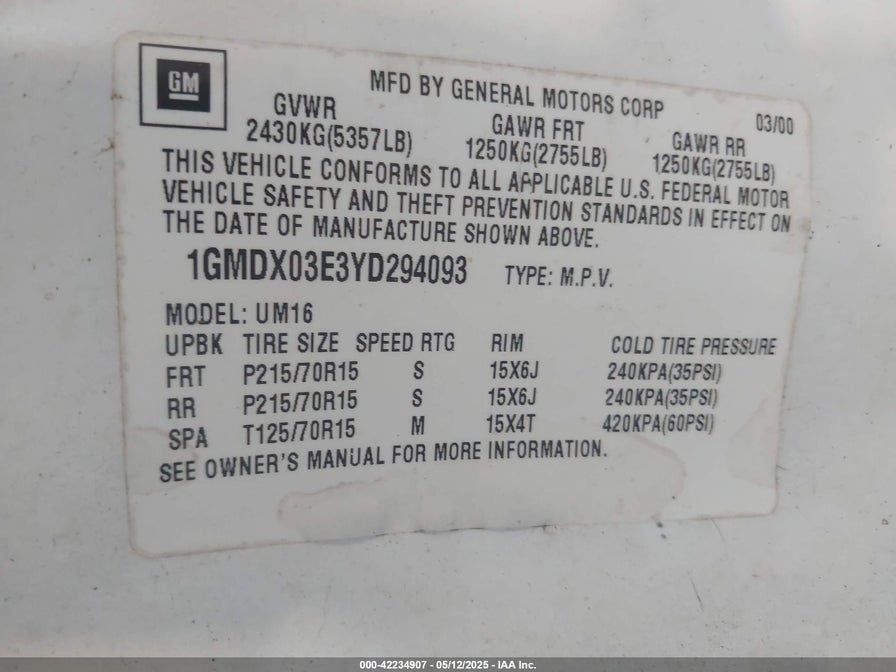 GM
MFD BY GENERAL MOTORS CORP
03/00
GVWR GAWR FRT GAWR RR
2430KG(5357LB) 1250KG(2755LB) 1250KG(2755LB)
THIS VEHICLE CONFORMS TO ALL APPLICABLE U.S. FEDERAL MOTOR
VEHICLE SAFETY AND THEFT PREVENTION STANDARDS IN EFFECT ON
THE DATE OF MANUFACTURE SHOWN ABOVE.
1GMDX03E3YD294093 TYPE: M.P.V.
MODEL: UM16
UPBK TIRE SIZE SPEED RTG RIM COLD TIRE PRESSURE
FRT P215/70R15 S 15X6J 240KPA(35PSI)
RR P215/70R15 S 15X6J 240KPA(35PSI)
SPA T125/70R15 M 15X4T 420KPA(60PSI)
SEE OWNER'S MANUAL FOR MORE INFORMATION.
000-42234907 - 05/12/2025 - IAA Inc.